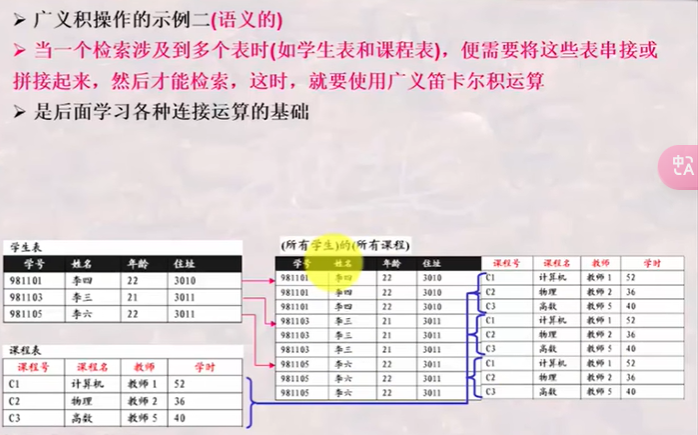 ➢ 广义积操作的示例二(语义的)
➢ 当一个检索涉及到多个表时(如学生表和课程表)，便需要将这些表串接或
拼接起来，然后才能检索，这时，就要使用广义笛卡尔积运算
➢ 是后面学习各种连接运算的基础
中A
学生表
学号 姓名 年龄 住址
981101 李四 22 3010
981103 李三 21 3011
981105 李六 22 3011
课程表
课程号 课程名 教师 学时
C1 计算机 教师1 52
C2 物理 教师2 36
C3 高数 教师5 40
(所有学生)的(所有课程)
学号 姓名 年龄 住址 课程号 课程名 教师 学时
981101 李四 22 3010 C1 计算机 教师1 52
981101 李四 22 3010 C2 物理 教师2 36
981101 李四 22 3010 C3 高数 教师5 40
981103 李三 21 3011 C1 计算机 教师1 52
981103 李三 21 3011 C2 物理 教师2 36
981103 李三 21 3011 C3 高数 教师5 40
981105 李六 22 3011 C1 计算机 教师1 52
981105 李六 22 3011 C2 物理 教师2 36
981105 李六 22 3011 C3 高数 教师5 40